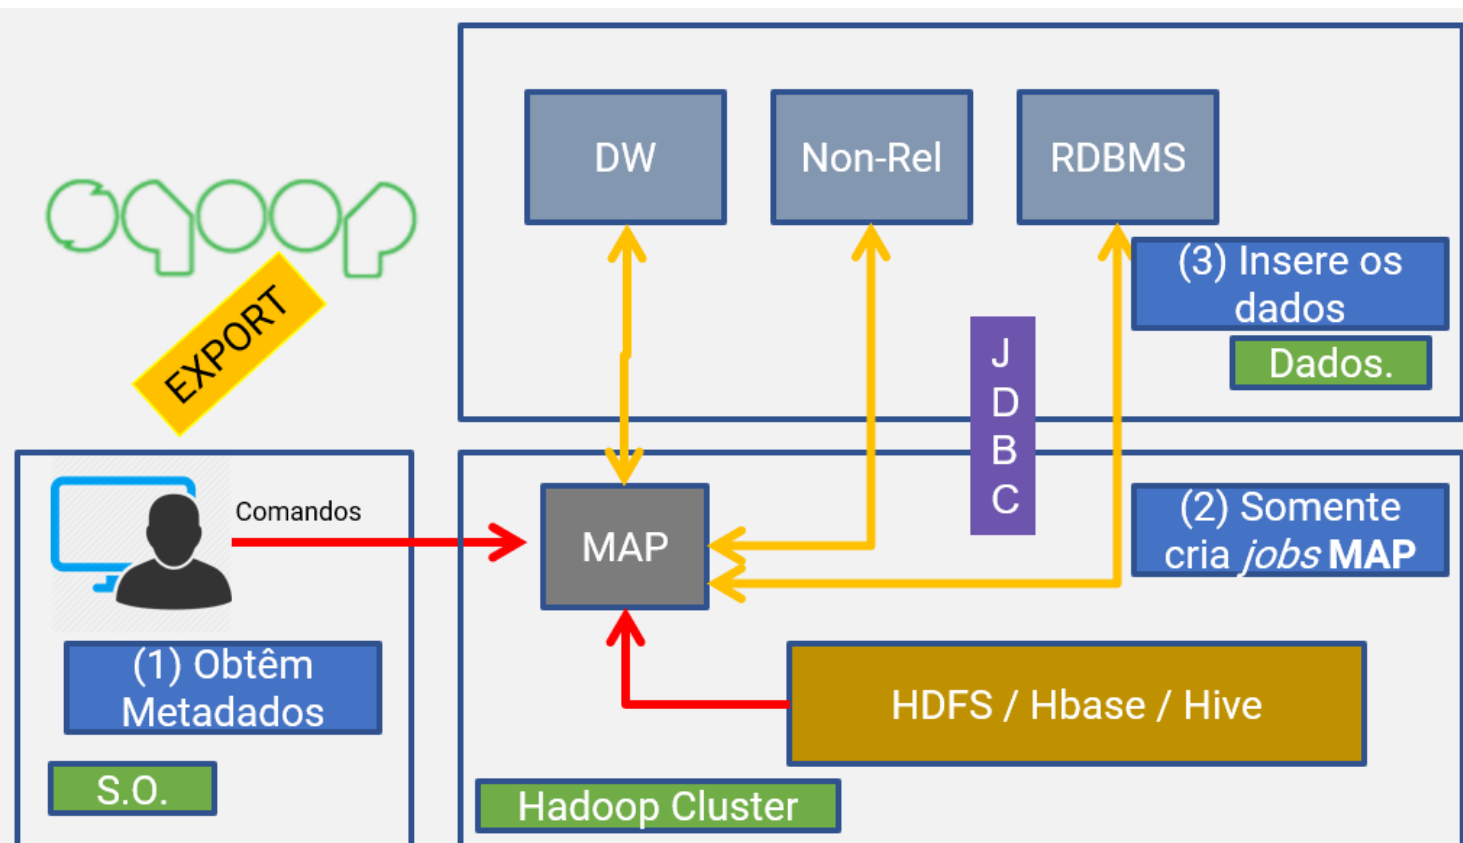 sqoop
EXPORT
DW
Non-Rel
RDBMS
(3) Insere os
dados
Dados.
J
D
B
C
Comandos
MAP
(2) Somente
cria jobs MAP
(1) Obtêm
Metadados
HDFS / Hbase / Hive
S.O.
Hadoop Cluster